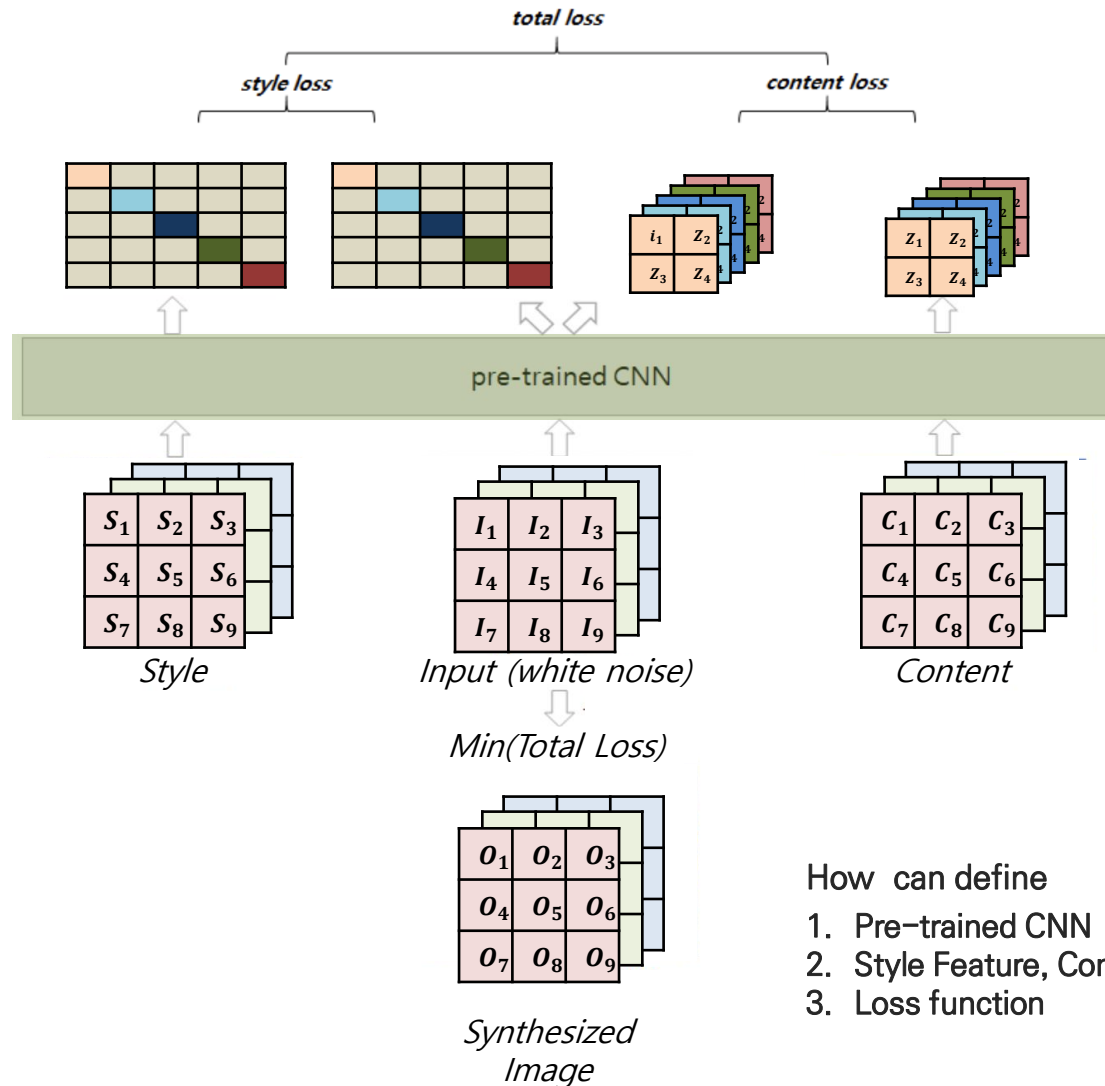 total loss
style loss content loss
i₁ Z₂ 2 Z₁ Z₂ 2
Z₃ Z₄ 4 Z₃ Z₄ 4
pre-trained CNN
S₁ S₂ S₃ I₁ I₂ I₃ C₁ C₂ C₃
S₄ S₅ S₆ I₄ I₅ I₆ C₄ C₅ C₆
S₇ S₈ S₉ I₇ I₈ I₉ C₇ C₈ C₉
Style Input (white noise) Content
Min(Total Loss)
O₁ O₂ O₃
O₄ O₅ O₆
O₇ O₈ O₉
Synthesized
Image
How can define
1. Pre-trained CNN
2. Style Feature, Cor
3. Loss function